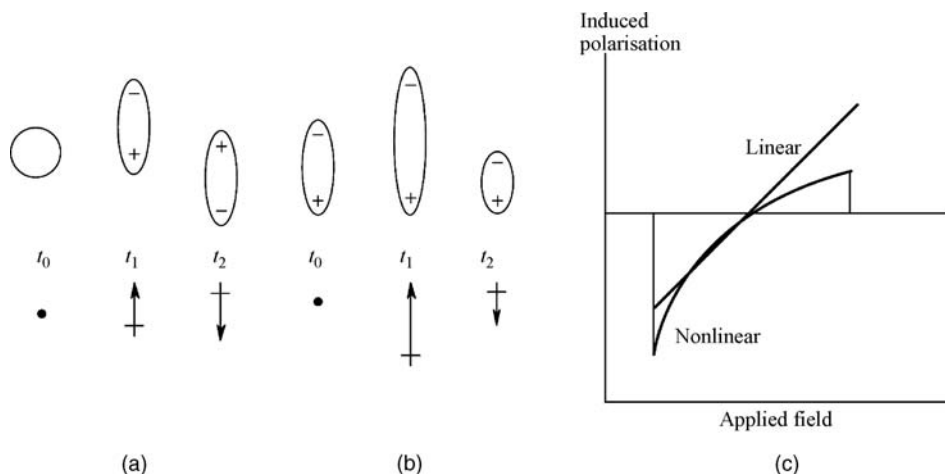 Induced
polarisation
− − + −
+ + − +
− −
+ +
Linear
Nonlinear
t0 t1 t2 t0 t1 t2
Applied field
(a) (b) (c)